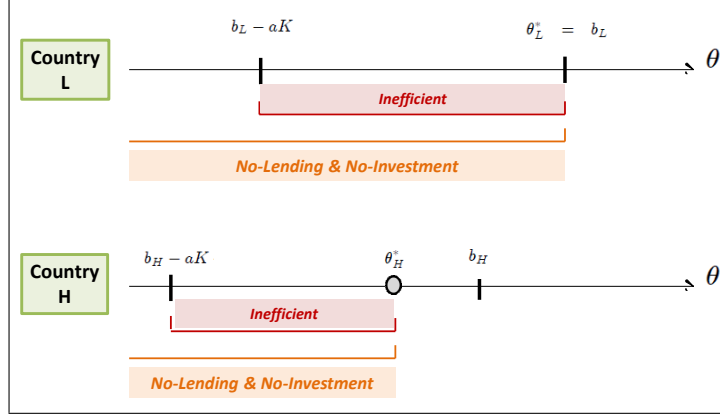 b_L − aK
θ*_L = b_L
Country
L
θ
Inefficient
No-Lending & No-Investment
b_H − aK
θ*_H
b_H
Country
H
θ
Inefficient
No-Lending & No-Investment